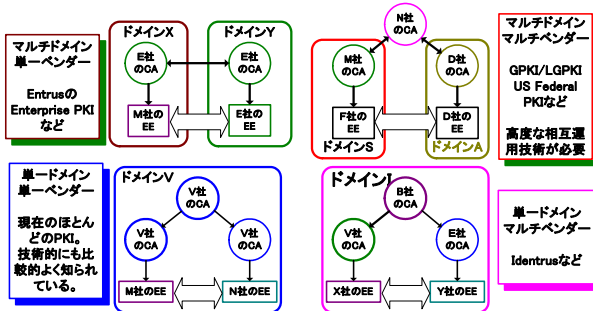 マルチドメイン
単一ベンダー
Entrusの
Enterprise PKI
など
ドメインX
E社
のCA
M社の
EE
ドメインY
E社
のCA
E社の
EE
N社
のCA
M社
のCA
F社の
EE
ドメインS
D社
のCA
D社の
EE
ドメインA
マルチドメイン
マルチベンダー
GPKI/LGPKI
US Federal
PKIなど
高度な相互運
用技術が必要
単一ドメイン
単一ベンダー
現在のほとん
どのPKI。
技術的にも比
較的よく知られ
ている。
ドメインV
V社
のCA
V社
のCA
V社
のCA
M社のEE
N社のEE
ドメインI
B社
のCA
V社
のCA
E社
のCA
X社のEE
Y社のEE
単一ドメイン
マルチベンダー
Identrusなど